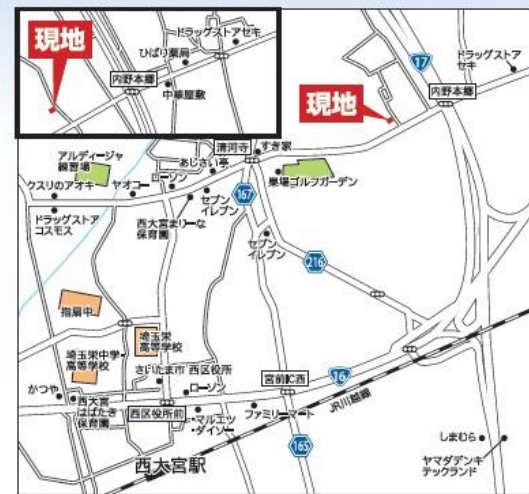 ドラッグストアセキ
ひばり薬局
現地
内野本郷
中華屋敷
17
ドラッグストア
セキ
内野本郷
現地
アルディージャ
練習場
清河寺
すき家
あじさい亭
ローソン
クスリのアオキ
ヤオコー
巣場ゴルフガーデン
167
セブン
イレブン
ドラッグストア
コスモス
西大宮まりーな
保育園
セブン
イレブン
216
指扇中
埼玉栄
高等学校
埼玉栄中学・
高等学校
さいたま市 西区役所
宮前IC西
16
JR川越線
かつや
西大宮
はばたき
保育園
ローソン
西区役所前
マルエツ
・ダイソー
ファミリーマート
165
しまむら
西大宮駅
ヤマダデンキ
テックランド